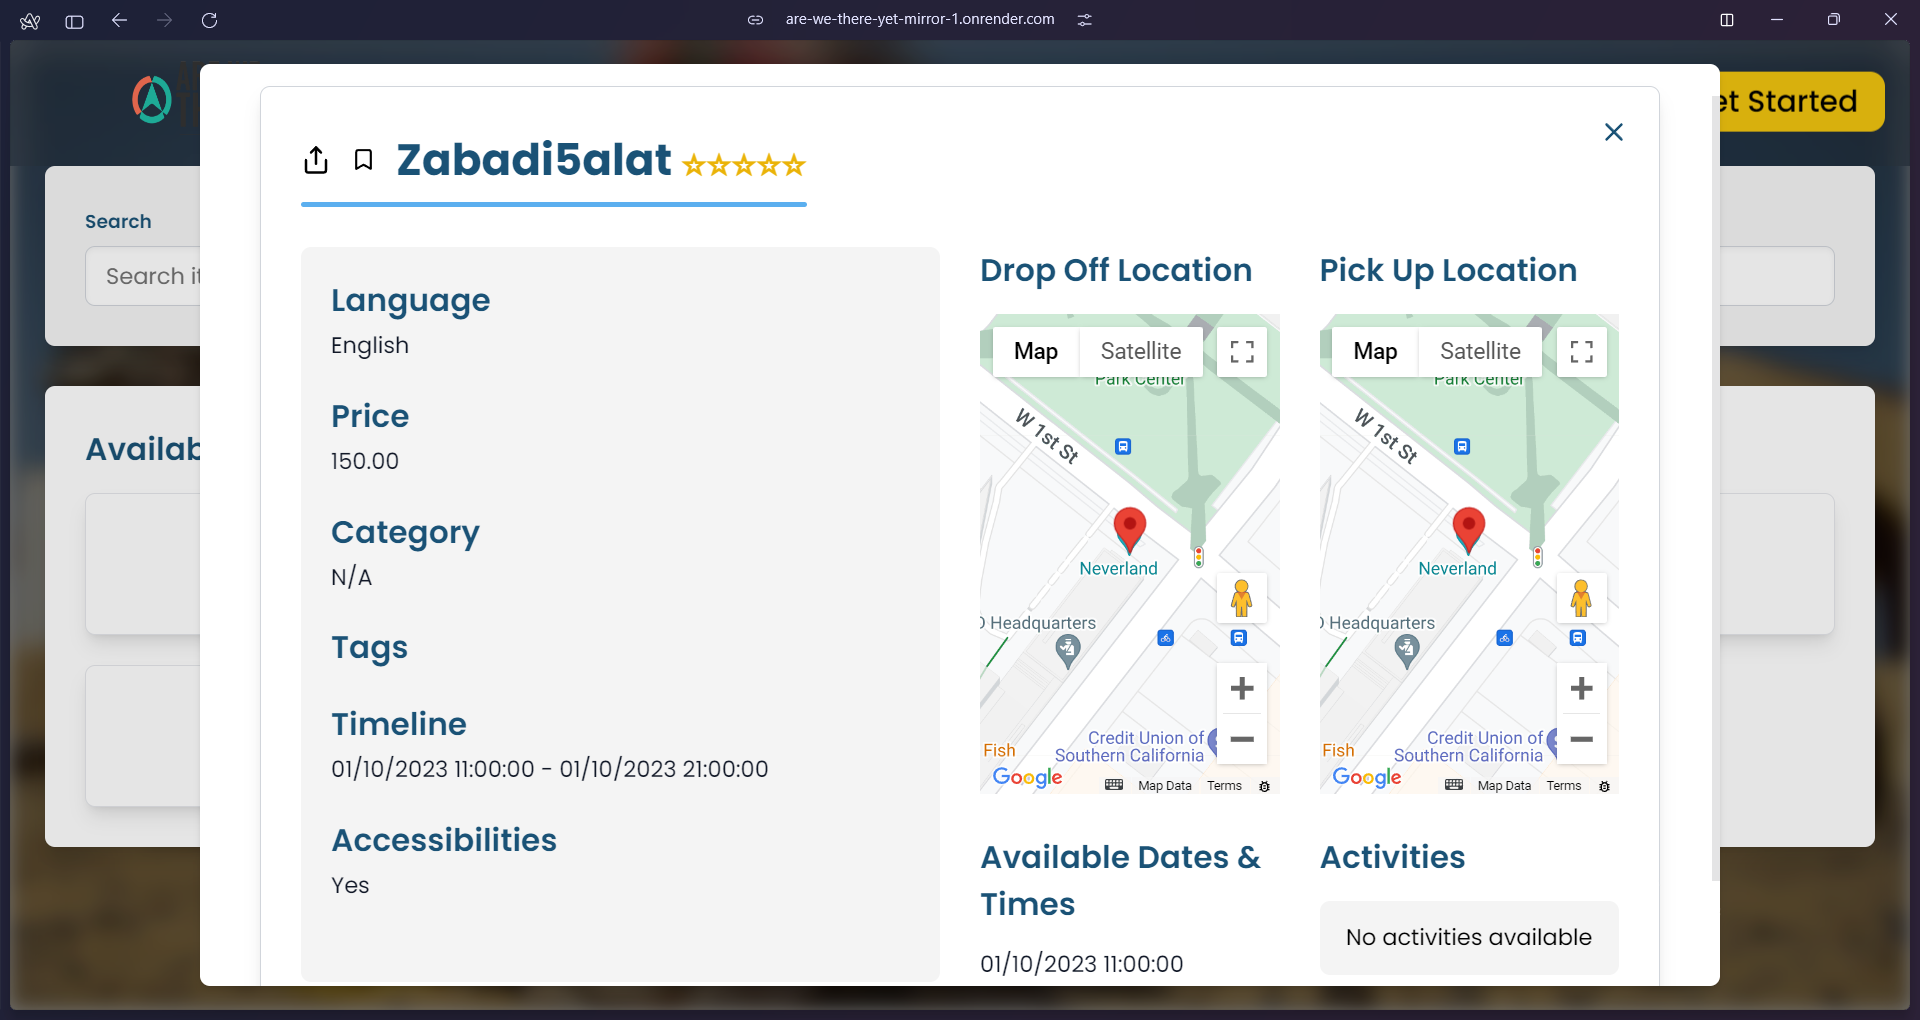 are-we-there-yet-mirror-1.onrender.com
et Started
Search
Search it
Availab
Zabadi5alat
Language
English
Price
150.00
Category
N/A
Tags
Timeline
01/10/2023 11:00:00 - 01/10/2023 21:00:00
Accessibilities
Yes
Drop Off Location
Map
Satellite
Park Center
W 1st St
Neverland
D Headquarters
Fish
Credit Union of
Southern California
Google
Map Data
Terms
Pick Up Location
Map
Satellite
Park Center
W 1st St
Neverland
D Headquarters
Fish
Credit Union of
Southern California
Google
Map Data
Terms
Available Dates &
Times
01/10/2023 11:00:00
Activities
No activities available